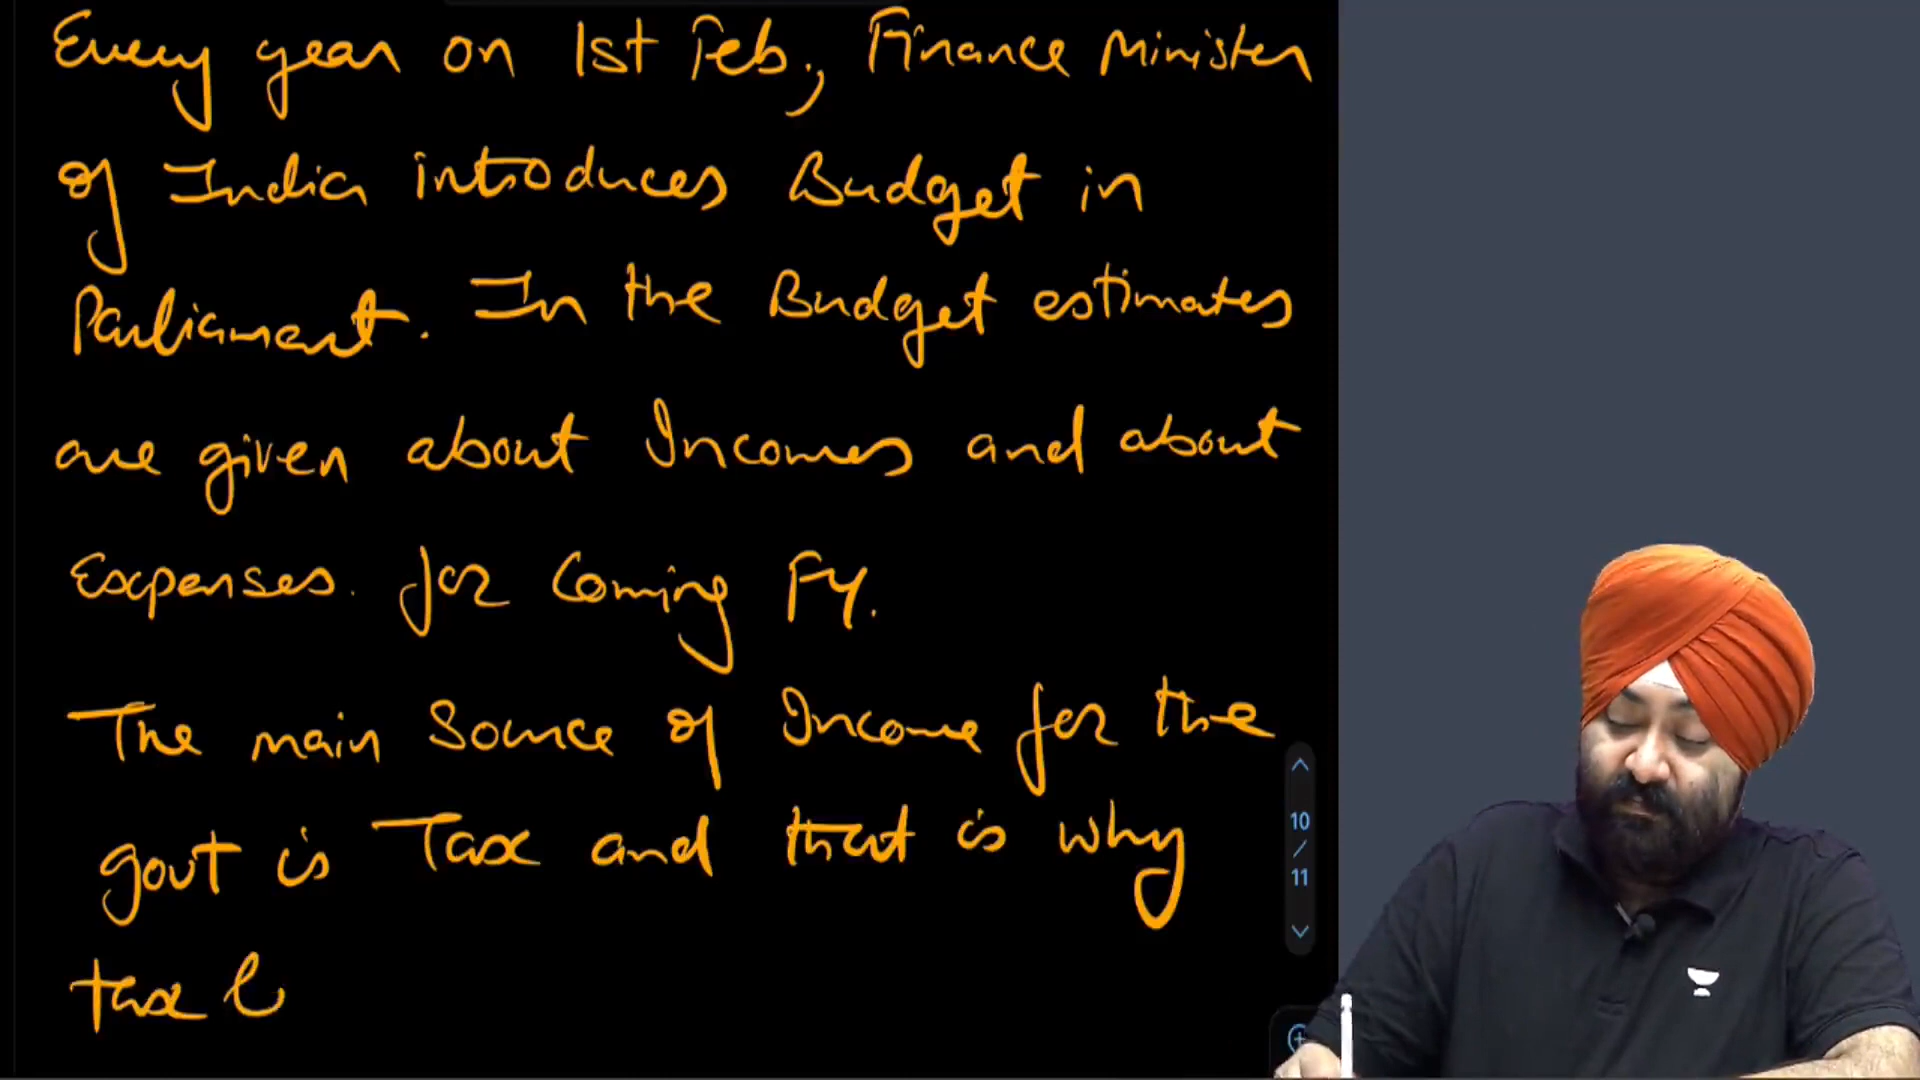 Every year on 1st Feb., Finance Minister
of India introduces Budget in
Parliament. In the Budget estimates
are given about Incomes and about
Expenses. for Coming FY.
The main Source of Income for the
govt is Tax and that is why
tax l
10
/
11